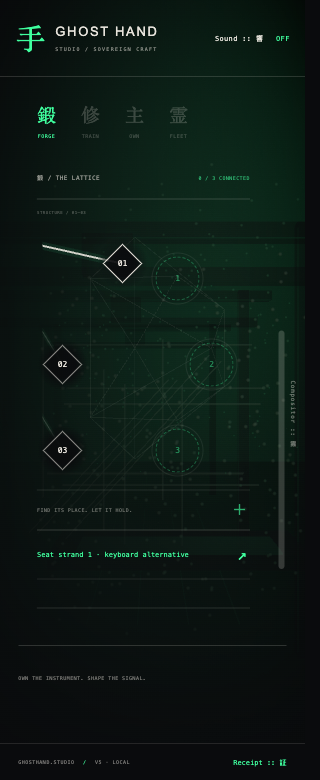 手 GHOST HAND
STUDIO / SOVEREIGN CRAFT
Sound :: 響 OFF
鍛 修 主 霊
FORGE TRAIN OWN FLEET
鍛 / THE LATTICE
0 / 3 CONNECTED
STRUCTURE / 01–03
01
1
02
2
03
3
Compositor ::
FIND ITS PLACE. LET IT HOLD. +
Seat strand 1 · keyboard alternative ↗
OWN THE INSTRUMENT. SHAPE THE SIGNAL.
GHOSTHAND.STUDIO / V5 · LOCAL
Receipt :: 証